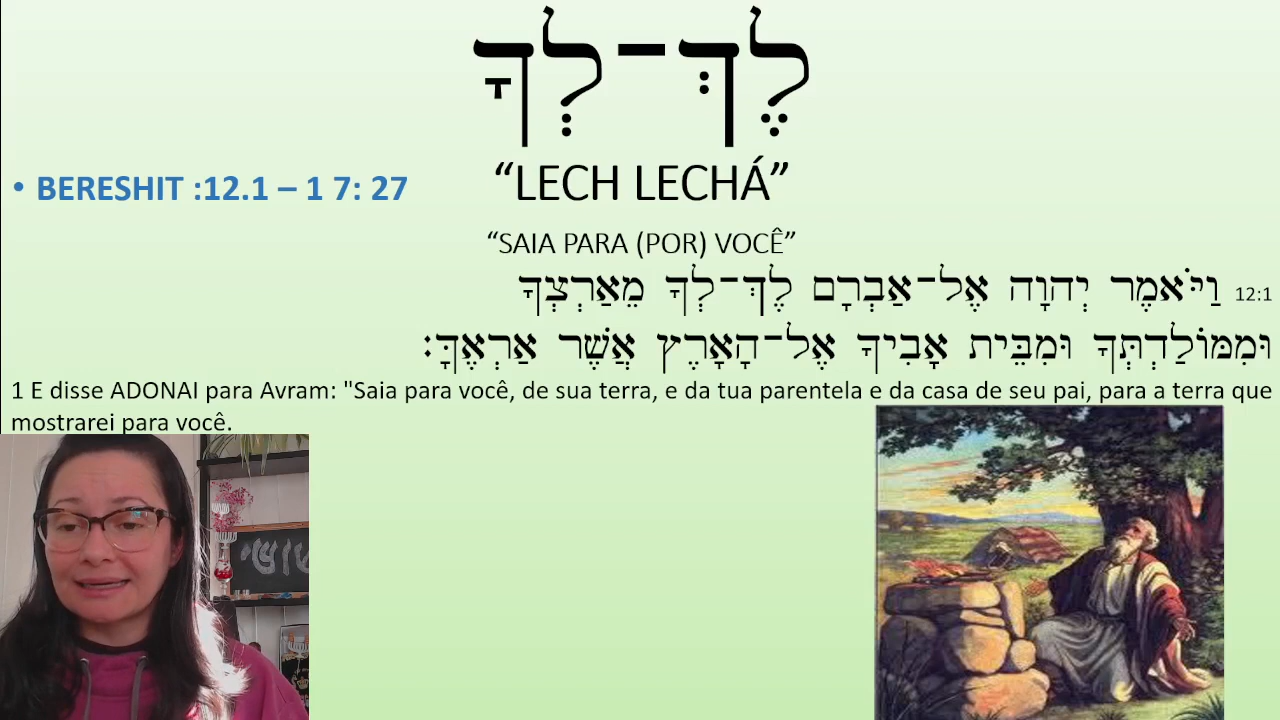 לֶךְ־לְךָ
“LECH LECHÁ”
• BERESHIT :12.1 – 1 7: 27
“SAIA PARA (POR) VOCÊ”
12:1 וַיֹּאמֶר יְהוָה אֶל־אַבְרָם לֶךְ־לְךָ מֵאַרְצְךָ
וּמִמּוֹלַדְתְּךָ וּמִבֵּית אָבִיךָ אֶל־הָאָרֶץ אֲשֶׁר אַרְאֶךָּ׃
1 E disse ADONAI para Avram: "Saia para você, de sua terra, e da tua parentela e da casa de seu pai, para a terra que
mostrarei para você.